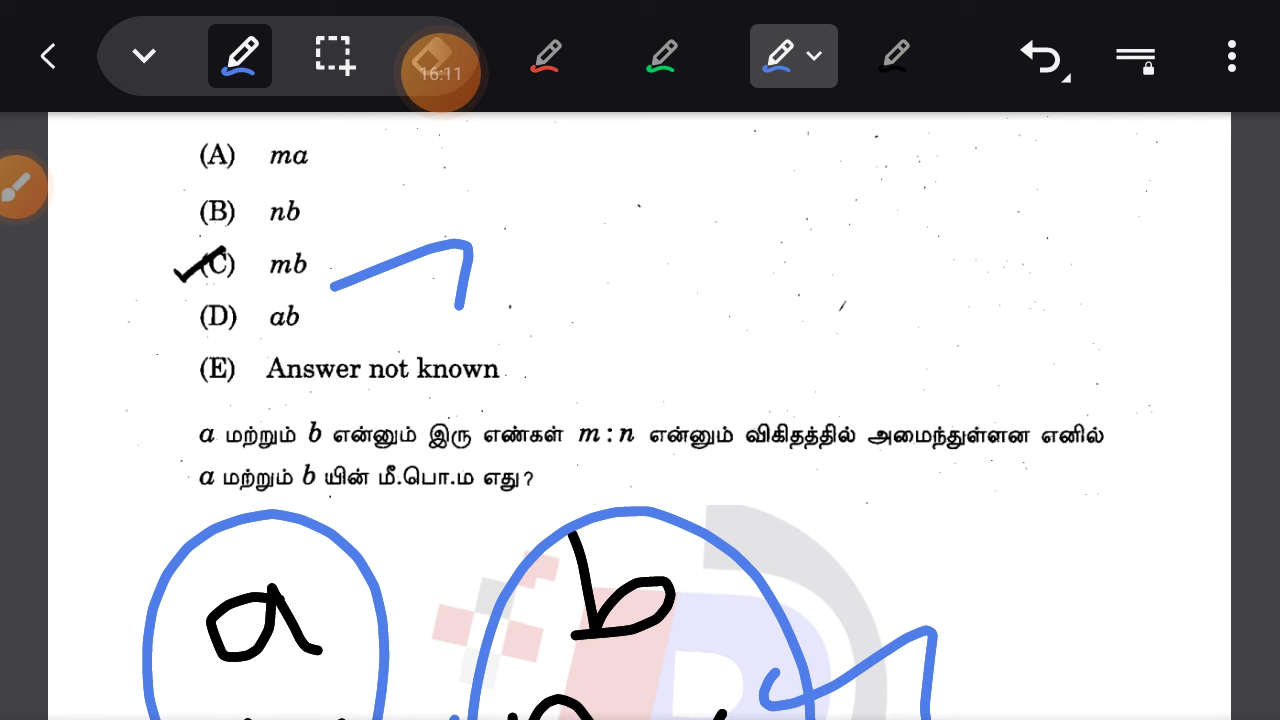 16:11
(A) ma
(B) nb
(C) mb
(D) ab
(E) Answer not known
a மற்றும் b என்னும் இரு எண்கள் m : n என்னும் விகிதத்தில் அமைந்துள்ளன எனில்
a மற்றும் b யின் மீ.பொ.ம எது?
a b